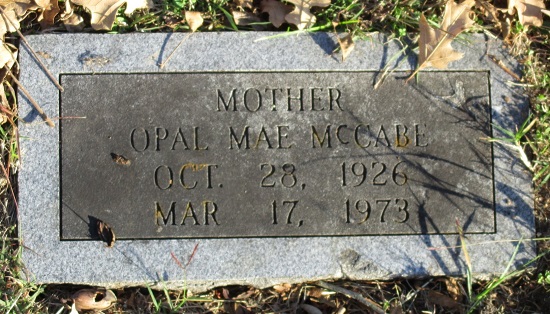 MOTHER
OPAL MAE McCABE
OCT. 28, 1926
MAR 17, 1973